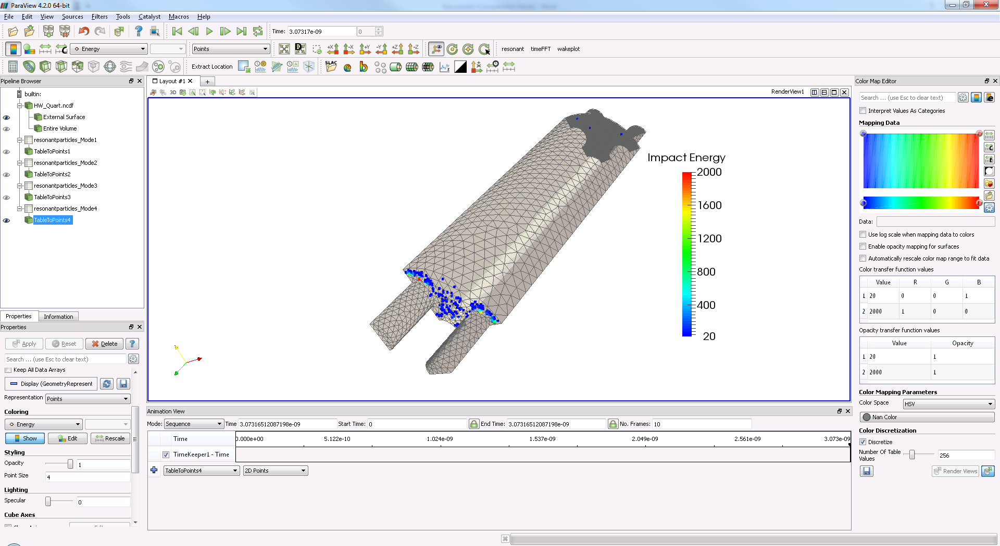 ParaView 4.2.0 64-bit
File Edit View Sources Filters Tools Catalyst Macros Help
Time: 3.07317e-09 0
Energy Points resonant timeFFT wakeplot
Extract Location
Pipeline Browser
builtin:
HW_Quart.ncdf
External Surface
Entire Volume
resonantparticles_Mode1
TableToPoints1
resonantparticles_Mode2
TableToPoints2
resonantparticles_Mode3
TableToPoints3
resonantparticles_Mode4
TableToPoints4
Properties Information
Properties
Apply Reset Delete ?
Search ... (use Esc to clear text)
Keep All Data Arrays
Display (GeometryRepresent
Representation Points
Coloring
Energy
Show Edit Rescale
Styling
Opacity 1
Point Size 4
Lighting
Specular 0
Cube Axes
Layout #1
3D
RenderView1
Impact Energy
2000
1600
1200
800
400
20
Animation View
Mode: Sequence Time 3.07316512087198e-09 Start Time: 0 End Time: 3.07316512087198e-09 No. Frames: 10
Time 0.000e+00 5.122e-10 1.024e-09 1.537e-09 2.049e-09 2.561e-09 3.073e-09
TimeKeeper1 - Time
TableToPoints4 2D Points
Color Map Editor
Search ... (use Esc to clear text)
Interpret Values As Categories
Mapping Data
Data:
Use log scale when mapping data to colors
Enable opacity mapping for surfaces
Automatically rescale color map range to fit data
Color transfer function values
Value R G B
1 20 0 0 1
2 2000 1 0 0
Opacity transfer function values
Value Opacity
1 20 1
2 2000 1
Color Mapping Parameters
Color Space HSV
Nan Color
Color Discretization
Discretize
Number Of Table
Values 256
Render Views